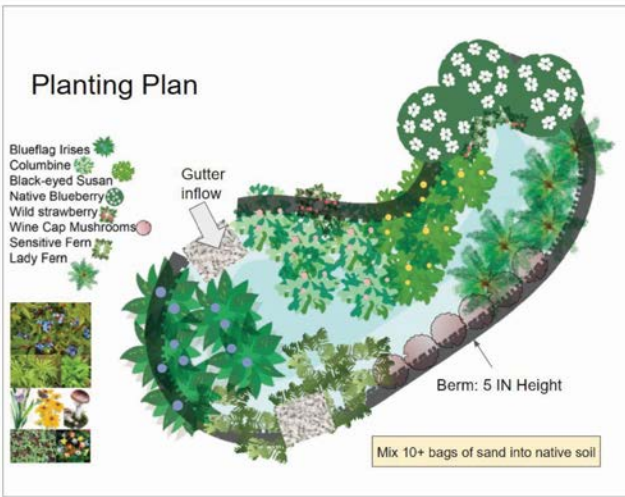 Planting Plan
Blueflag Irises
Columbine
Black-eyed Susan
Native Blueberry
Wild strawberry
Wine Cap Mushrooms
Sensitive Fern
Lady Fern
Gutter
inflow
Berm: 5 IN Height
Mix 10+ bags of sand into native soil